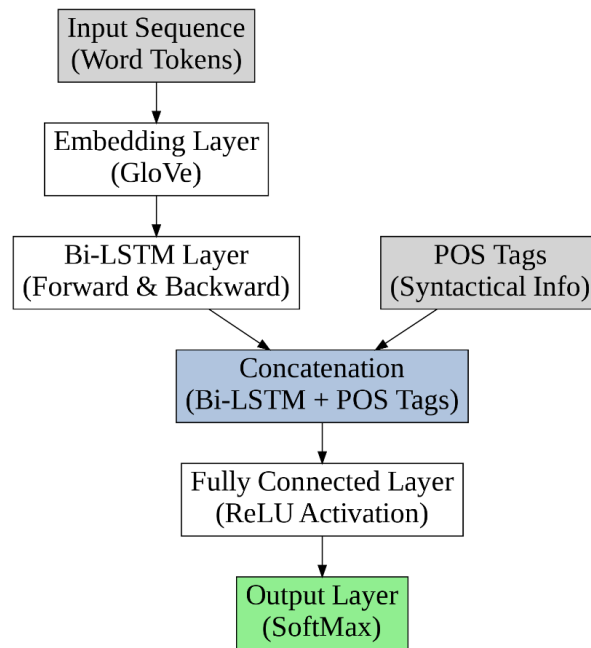 Input Sequence
(Word Tokens)
Embedding Layer
(GloVe)
Bi-LSTM Layer
(Forward & Backward)
POS Tags
(Syntactical Info)
Concatenation
(Bi-LSTM + POS Tags)
Fully Connected Layer
(ReLU Activation)
Output Layer
(SoftMax)